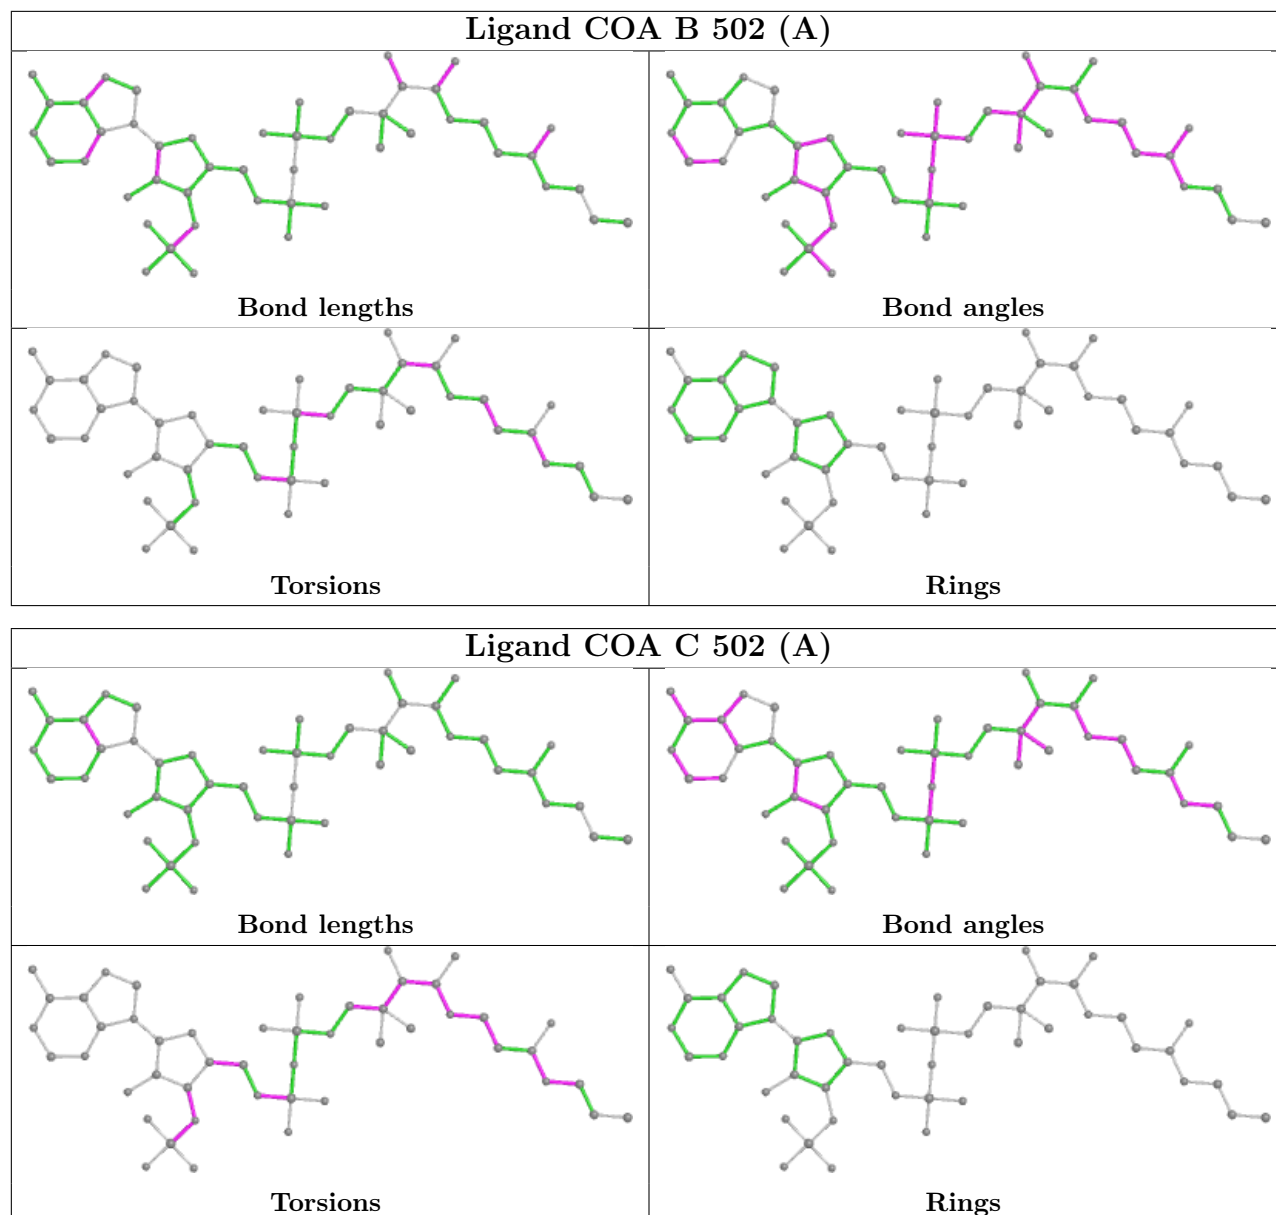 Ligand COA B 502 (A)
Bond lengths
Bond angles
Torsions
Rings
Ligand COA C 502 (A)
Bond lengths
Bond angles
Torsions
Rings